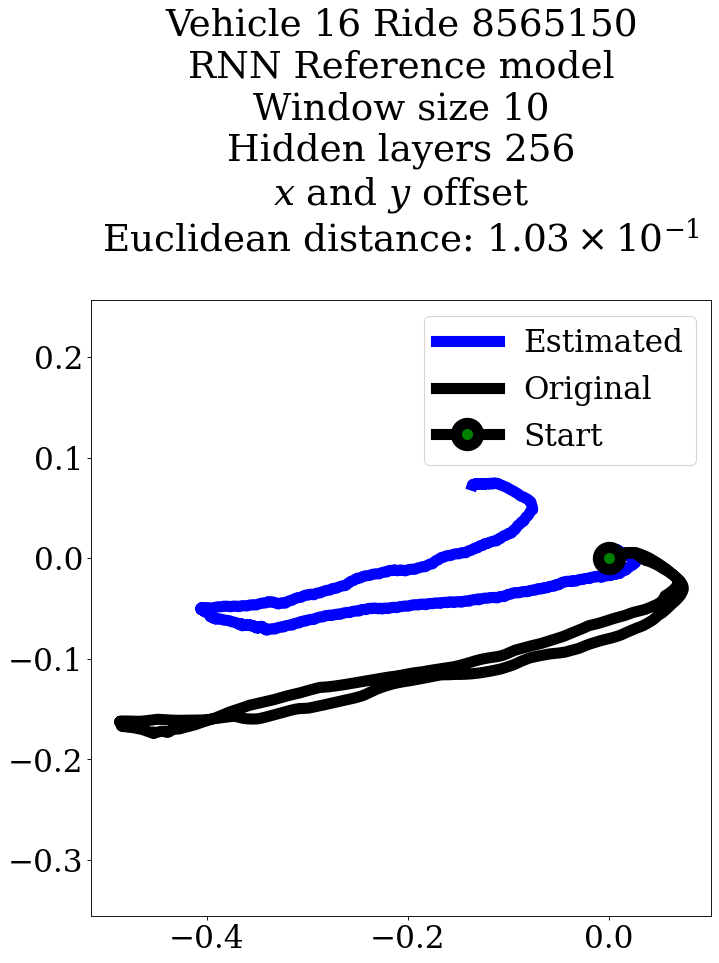 Vehicle 16 Ride 8565150
RNN Reference model
Window size 10
Hidden layers 256
x and y offset
Euclidean distance: 1.03 × 10⁻¹
Estimated
Original
Start
0.2
0.1
0.0
−0.1
−0.2
−0.3
−0.4 −0.2 0.0